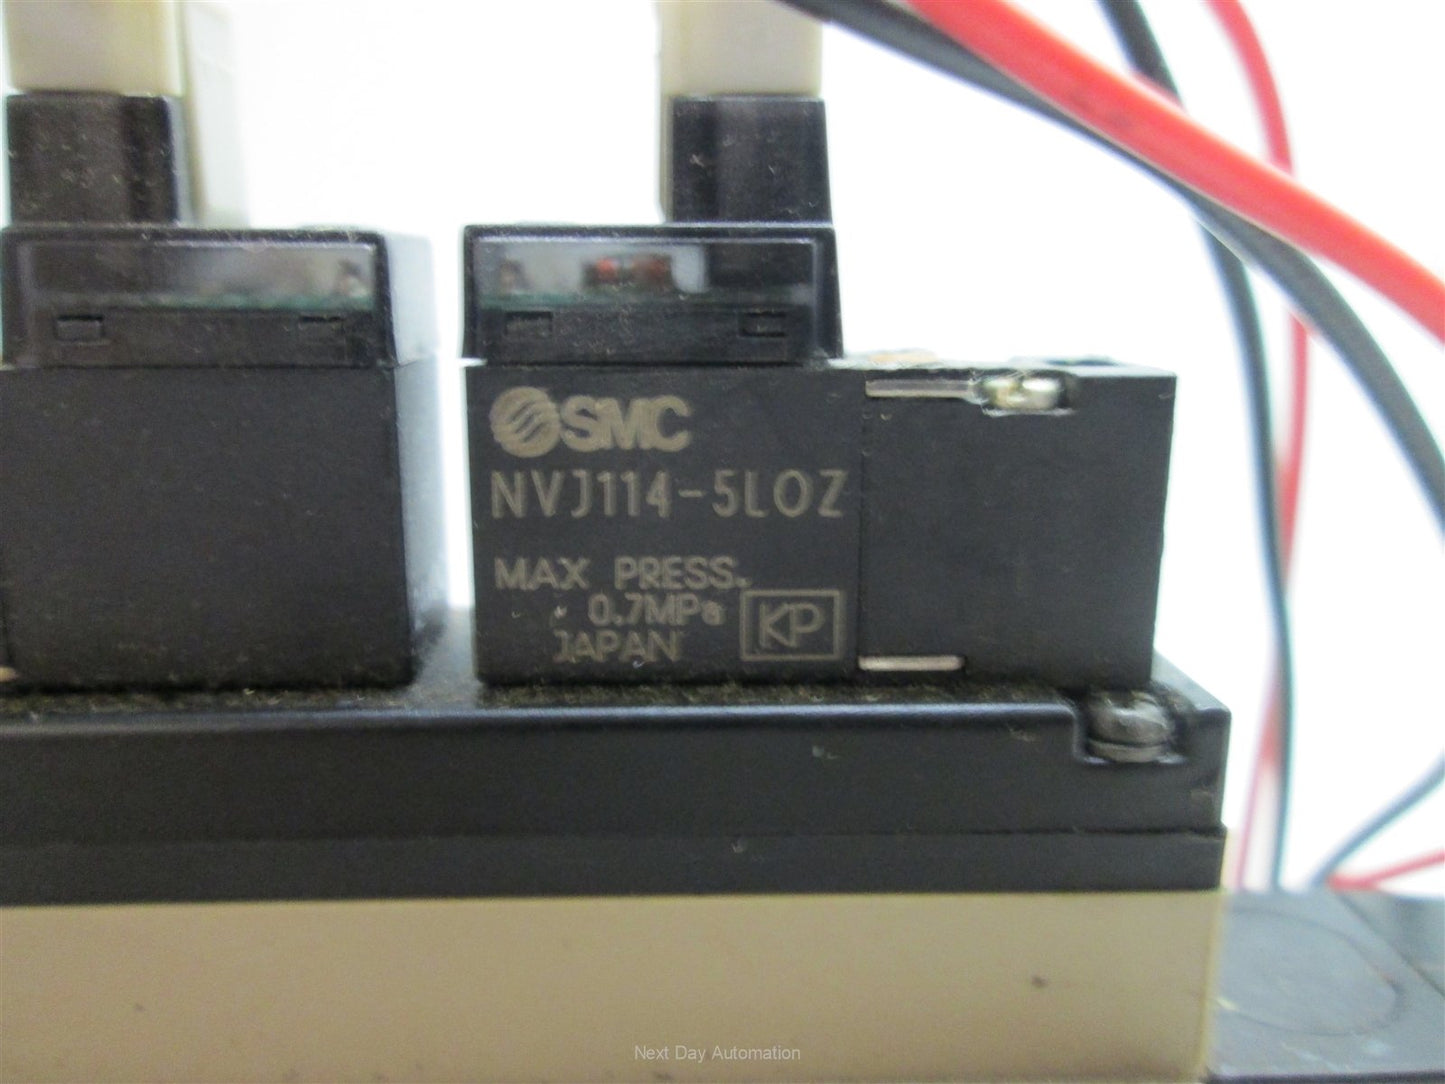 SMC
NVJ114-5LOZ
MAX PRESS.
0.7MPa
JAPAN
KP
Next Day Automation